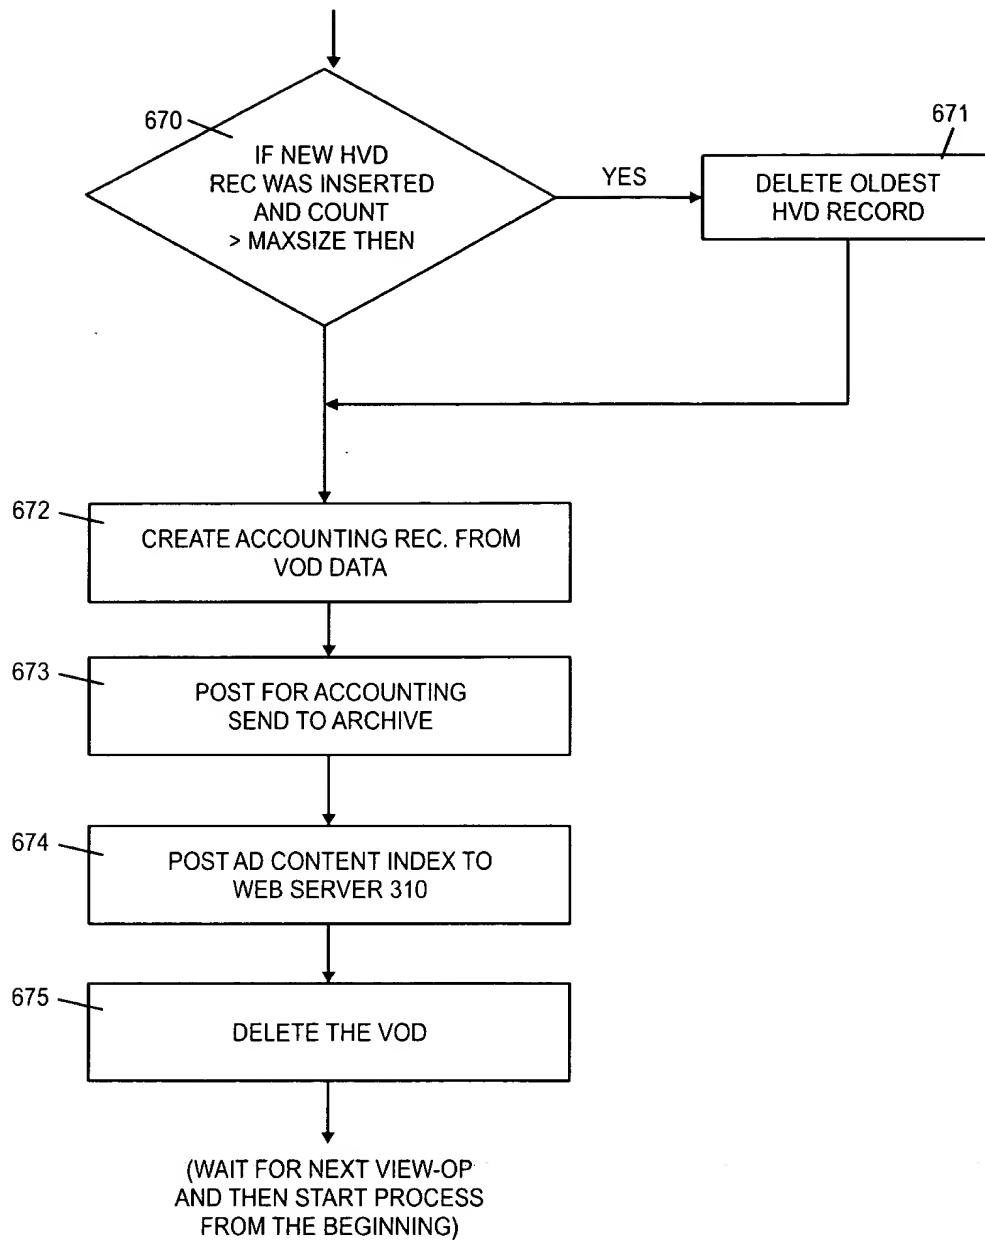 670
IF NEW HVD
REC WAS INSERTED
AND COUNT
> MAXSIZE THEN
YES
671
DELETE OLDEST
HVD RECORD
672
CREATE ACCOUNTING REC. FROM
VOD DATA
673
POST FOR ACCOUNTING
SEND TO ARCHIVE
674
POST AD CONTENT INDEX TO
WEB SERVER 310
675
DELETE THE VOD
(WAIT FOR NEXT VIEW-OP
AND THEN START PROCESS
FROM THE BEGINNING)